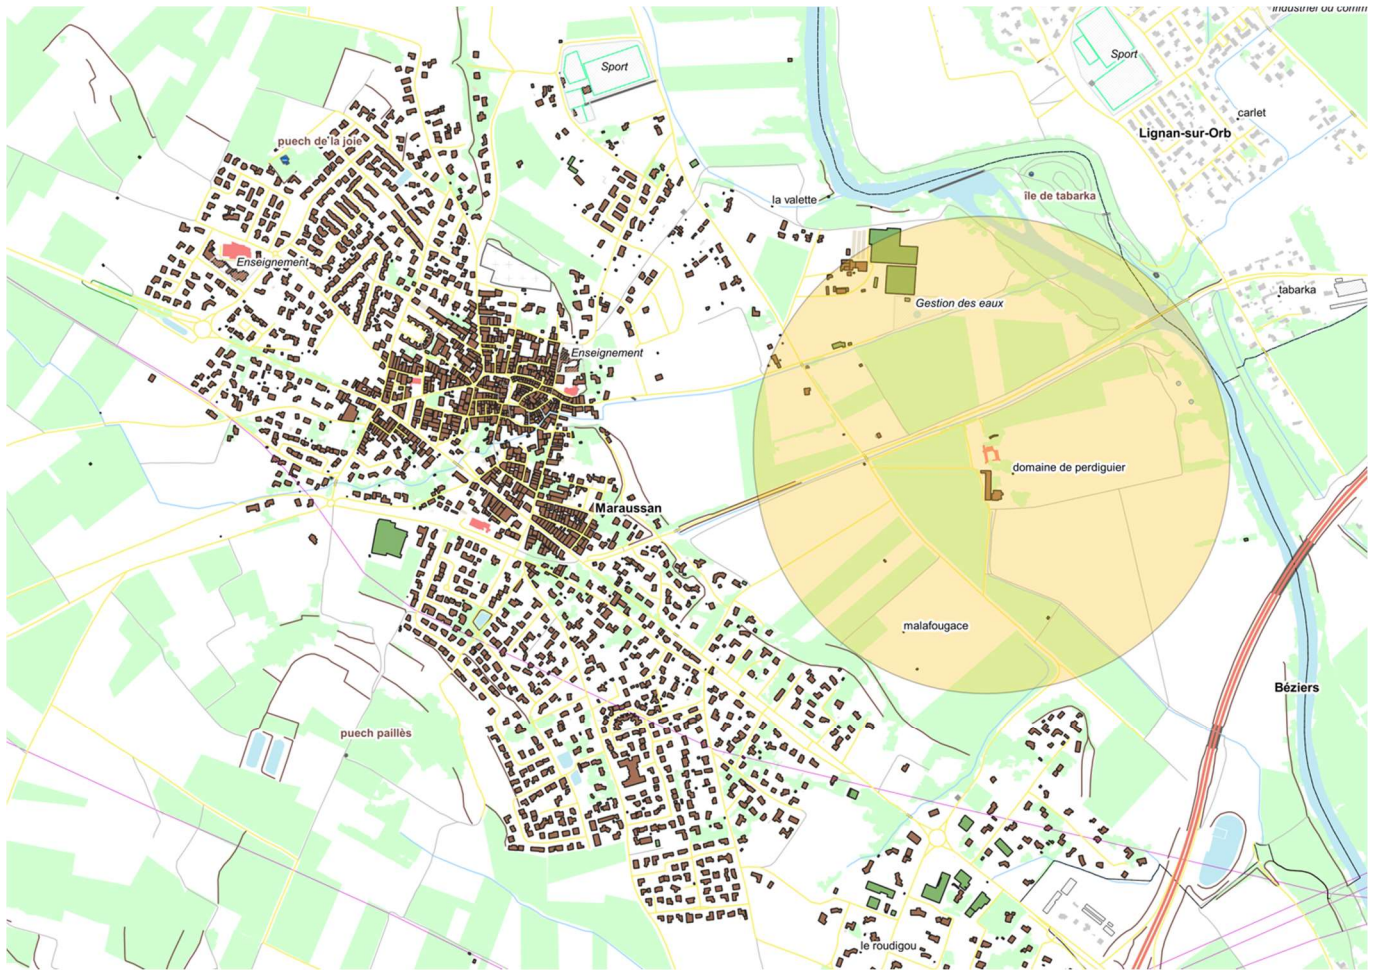 industriel ou comm
Sport
Sport
carlet
Lignan-sur-Orb
puech de la joie
île de tabarka
la valette
Enseignement
tabarka
Gestion des eaux
Enseignement
domaine de perdiguier
Maraussan
malafougace
Béziers
puech paillès
le roudigou